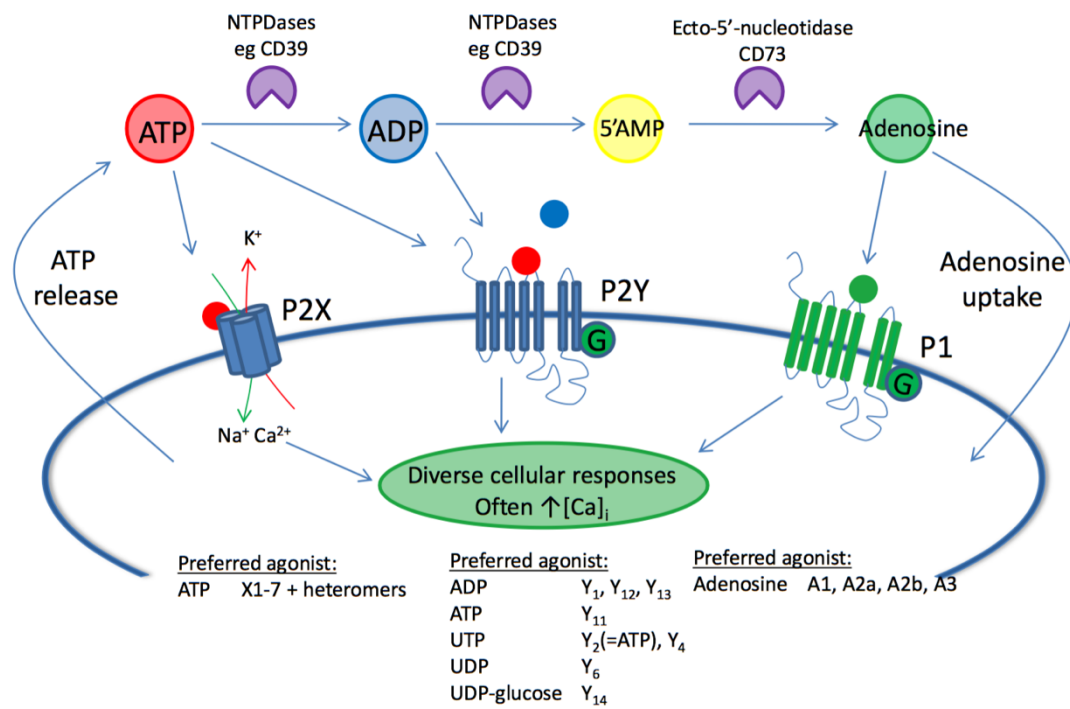 NTPDases
eg CD39
NTPDases
eg CD39
Ecto-5’-nucleotidase
CD73
ATP
ADP
5’AMP
Adenosine
K⁺
ATP
release
P2X
P2Y
Adenosine
uptake
G
P1
G
Na⁺ Ca²⁺
Diverse cellular responses
Often ↑[Ca]ᵢ
Preferred agonist:
ATP X1-7 + heteromers
Preferred agonist:
ADP Y₁, Y₁₂, Y₁₃
ATP Y₁₁
UTP Y₂(=ATP), Y₄
UDP Y₆
UDP-glucose Y₁₄
Preferred agonist:
Adenosine A1, A2a, A2b, A3